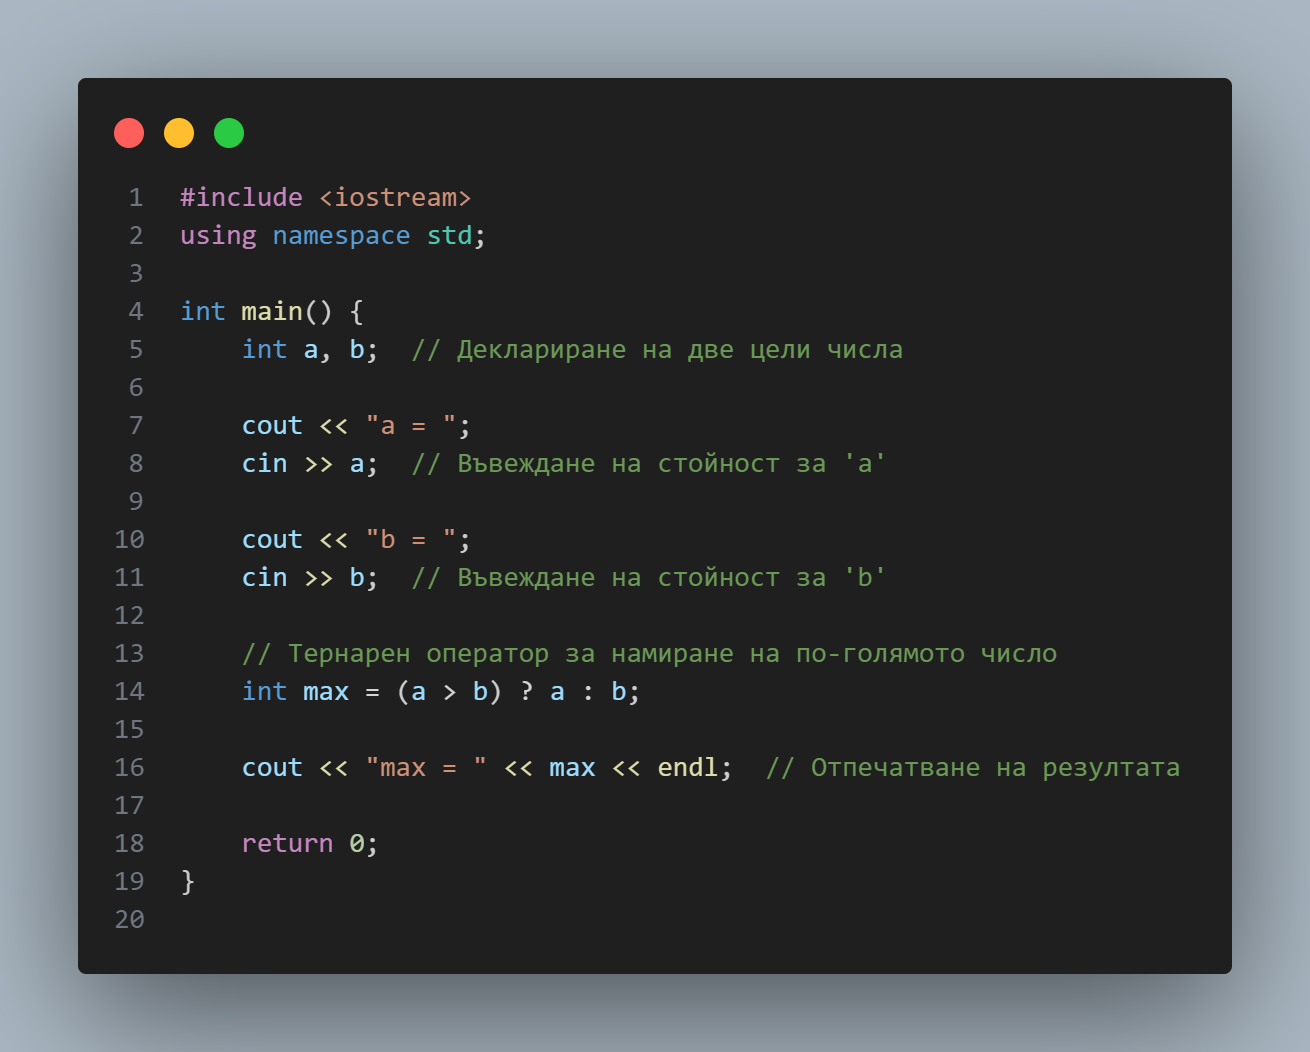 1 #include <iostream>
2 using namespace std;
3
4 int main() {
5     int a, b;  // Деклариране на две цели числа
6
7     cout << "a = ";
8     cin >> a;  // Въвеждане на стойност за 'a'
9
10     cout << "b = ";
11     cin >> b;  // Въвеждане на стойност за 'b'
12
13     // Тернарен оператор за намиране на по-голямото число
14     int max = (a > b) ? a : b;
15
16     cout << "max = " << max << endl;  // Отпечатване на резултата
17
18     return 0;
19 }
20